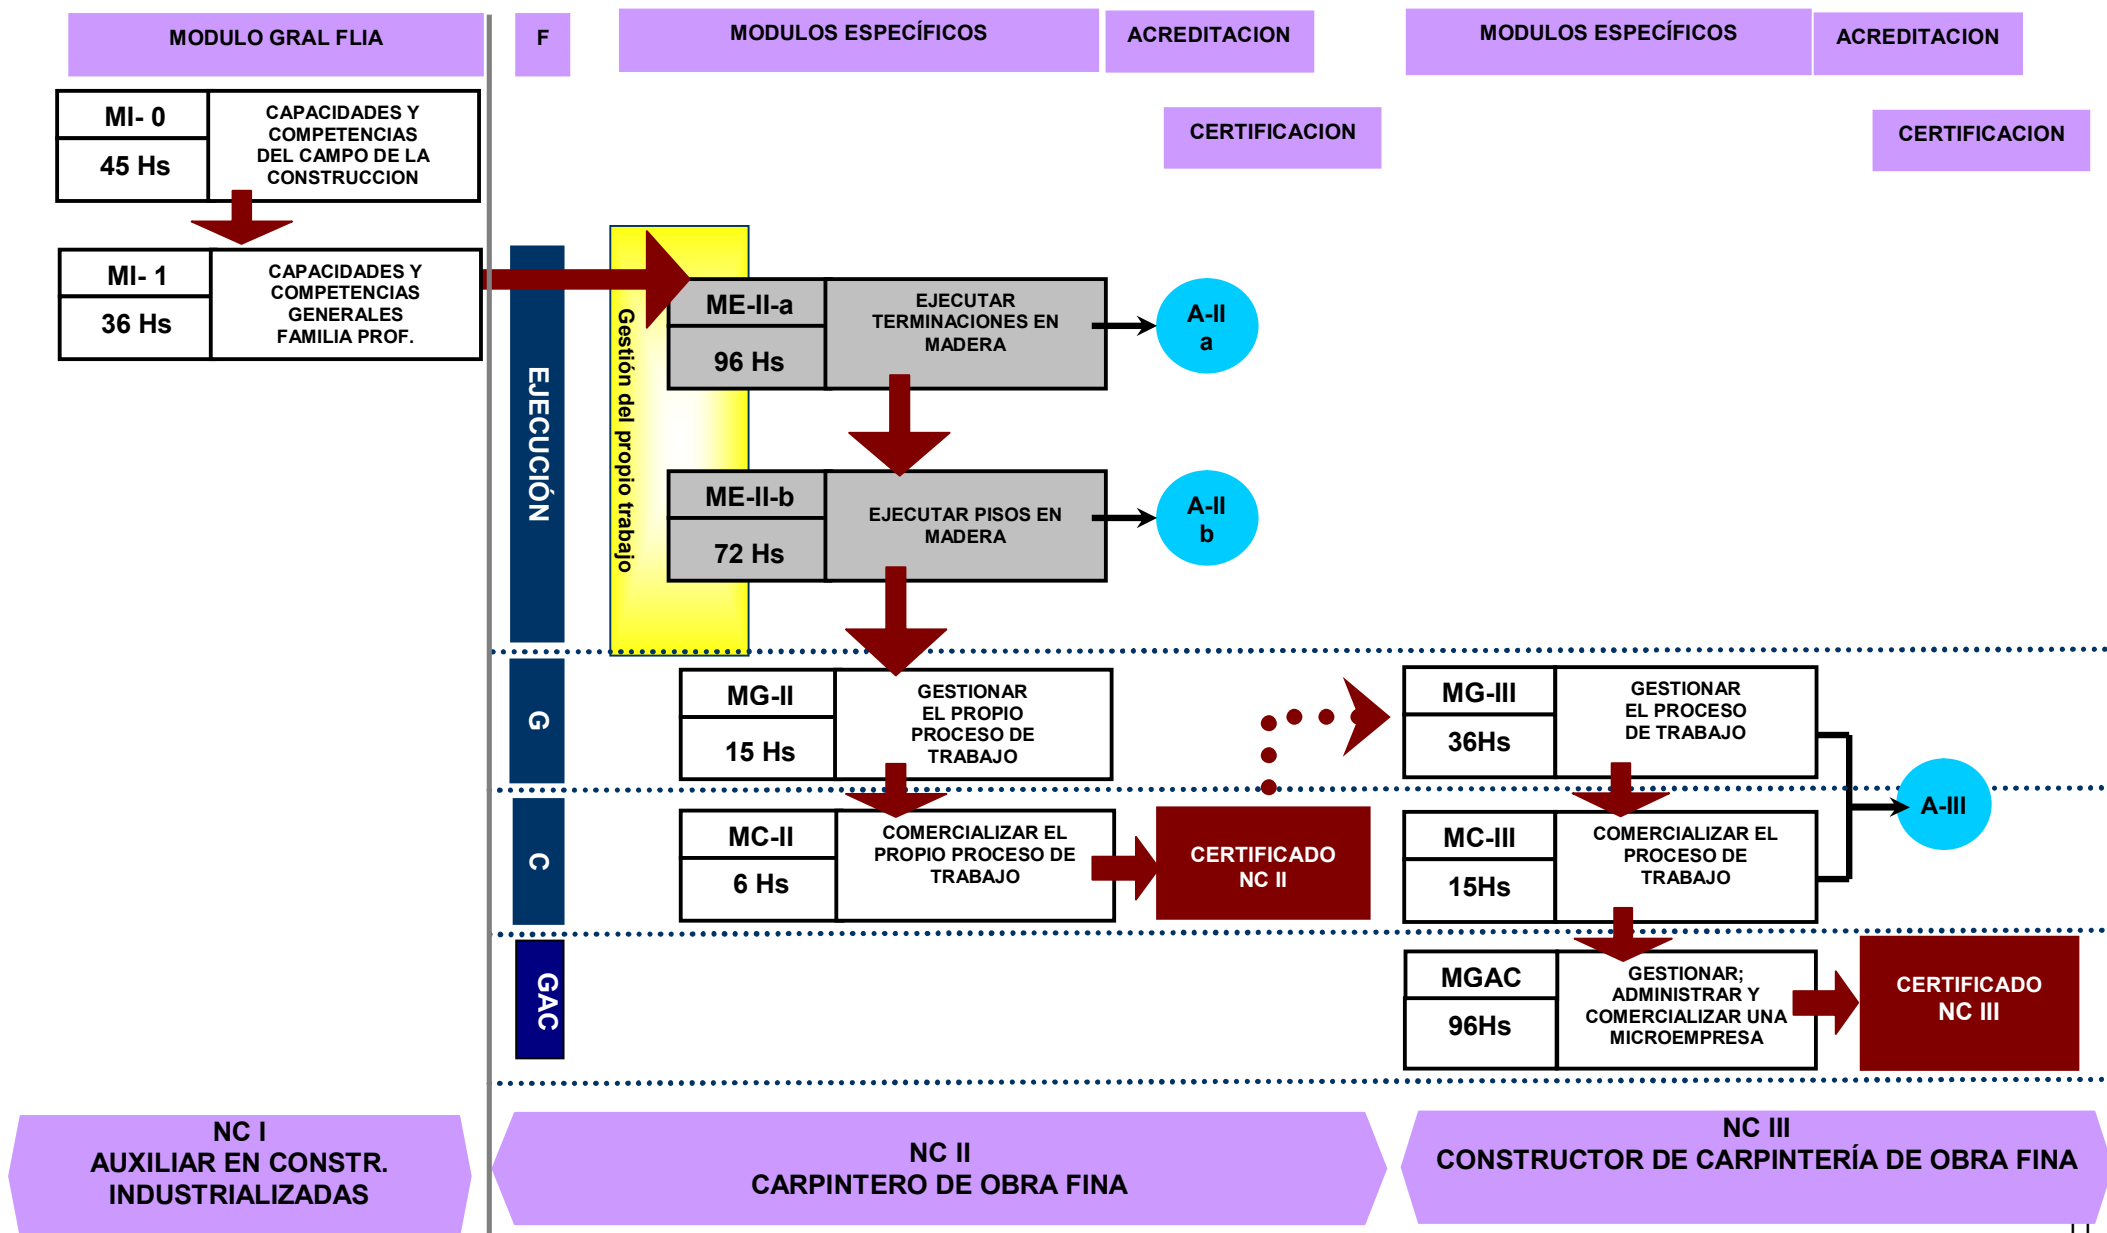 MODULO GRAL FLIA
F
MODULOS ESPECÍFICOS
ACREDITACION
MODULOS ESPECÍFICOS
ACREDITACION
CERTIFICACION
CERTIFICACION
MI- 0
45 Hs
CAPACIDADES Y
COMPETENCIAS
DEL CAMPO DE LA
CONSTRUCCION
MI- 1
36 Hs
CAPACIDADES Y
COMPETENCIAS
GENERALES
FAMILIA PROF.
EJECUCIÓN
Gestión del propio trabajo
ME-II-a
96 Hs
EJECUTAR
TERMINACIONES EN
MADERA
A-II
a
ME-II-b
72 Hs
EJECUTAR PISOS EN
MADERA
A-II
b
G
MG-II
15 Hs
GESTIONAR
EL PROPIO
PROCESO DE
TRABAJO
MG-III
36Hs
GESTIONAR
EL PROCESO
DE TRABAJO
A-III
C
MC-II
6 Hs
COMERCIALIZAR EL
PROPIO PROCESO DE
TRABAJO
CERTIFICADO
NC II
MC-III
15Hs
COMERCIALIZAR EL
PROCESO DE
TRABAJO
GAC
MGAC
96Hs
GESTIONAR;
ADMINISTRAR Y
COMERCIALIZAR UNA
MICROEMPRESA
CERTIFICADO
NC III
NC I
AUXILIAR EN CONSTR.
INDUSTRIALIZADAS
NC II
CARPINTERO DE OBRA FINA
NC III
CONSTRUCTOR DE CARPINTERÍA DE OBRA FINA